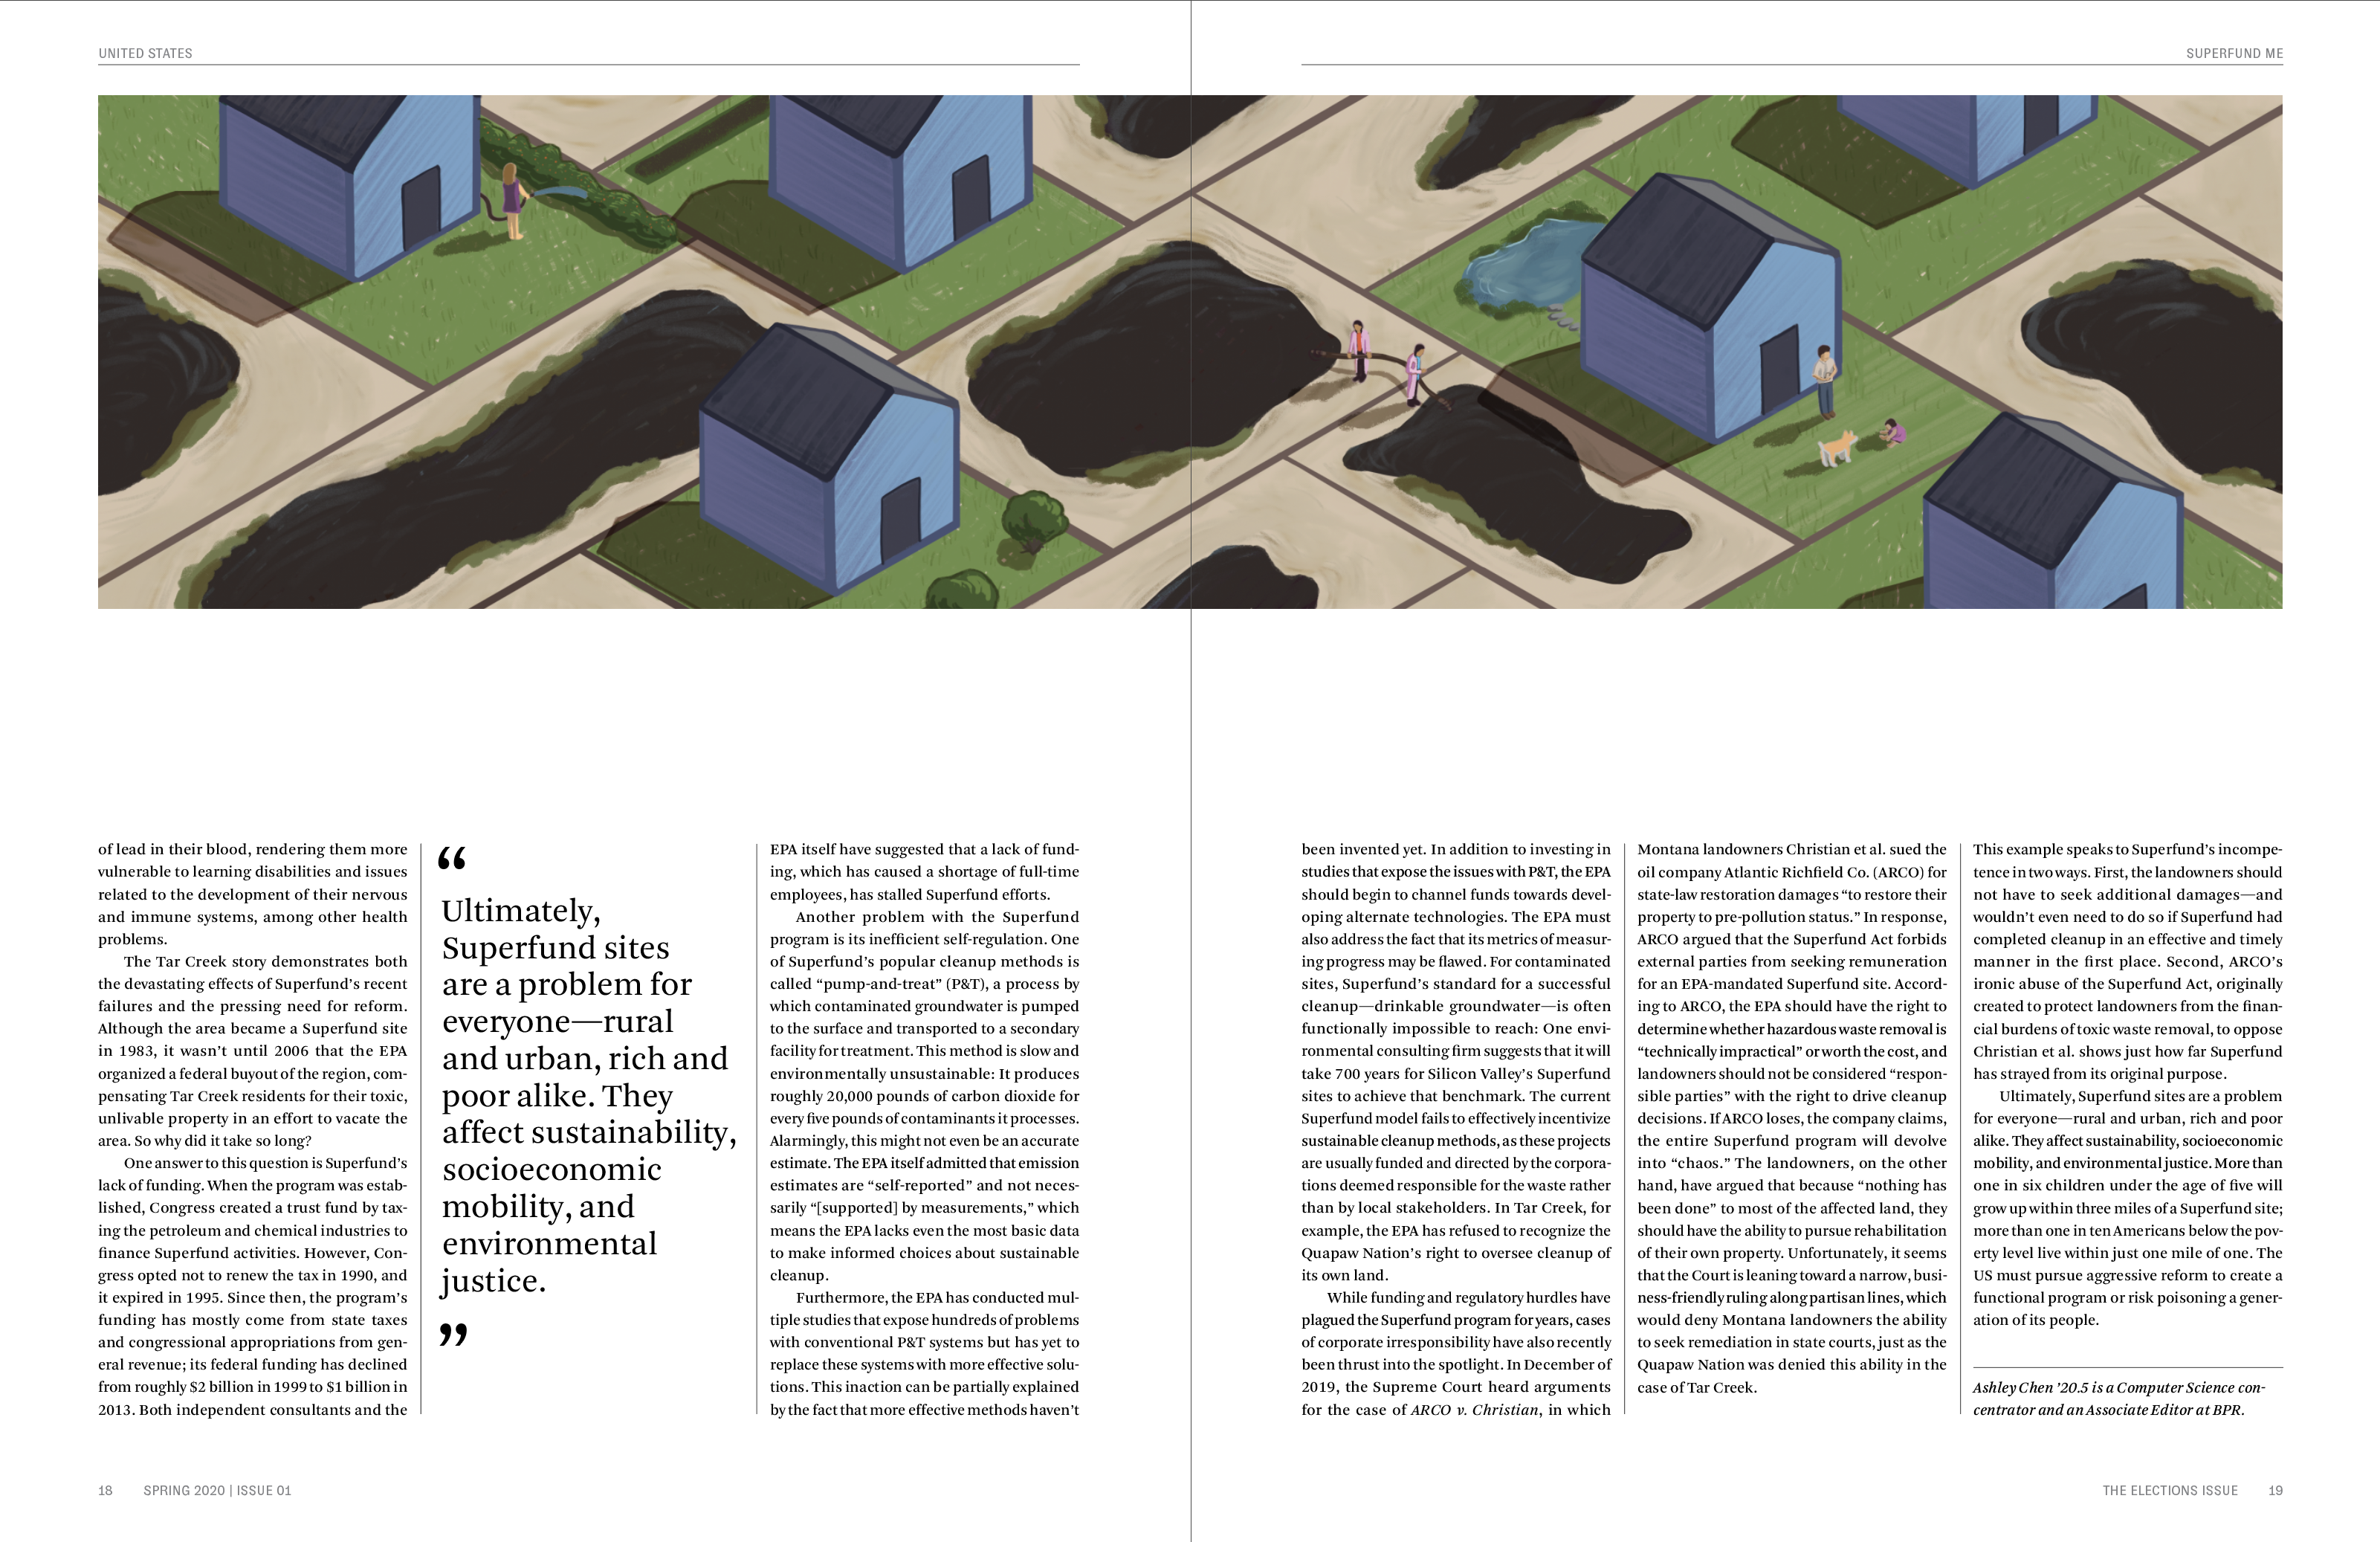 UNITED STATES
SUPERFUND ME
of lead in their blood, rendering them more
vulnerable to learning disabilities and issues
related to the development of their nervous
and immune systems, among other health
problems.
The Tar Creek story demonstrates both
the devastating effects of Superfund’s recent
failures and the pressing need for reform.
Although the area became a Superfund site
in 1983, it wasn’t until 2006 that the EPA
organized a federal buyout of the region, com-
pensating Tar Creek residents for their toxic,
unlivable property in an effort to vacate the
area. So why did it take so long?
One answer to this question is Superfund’s
lack of funding. When the program was estab-
lished, Congress created a trust fund by tax-
ing the petroleum and chemical industries to
finance Superfund activities. However, Con-
gress opted not to renew the tax in 1990, and
it expired in 1995. Since then, the program’s
funding has mostly come from state taxes
and congressional appropriations from gen-
eral revenue; its federal funding has declined
from roughly $2 billion in 1999 to $1 billion in
2013. Both independent consultants and the
“
Ultimately,
Superfund sites
are a problem for
everyone—rural
and urban, rich and
poor alike. They
affect sustainability,
socioeconomic
mobility, and
environmental
justice.
”
EPA itself have suggested that a lack of fund-
ing, which has caused a shortage of full-time
employees, has stalled Superfund efforts.
Another problem with the Superfund
program is its inefficient self-regulation. One
of Superfund’s popular cleanup methods is
called “pump-and-treat” (P&T), a process by
which contaminated groundwater is pumped
to the surface and transported to a secondary
facility for treatment. This method is slow and
environmentally unsustainable: It produces
roughly 20,000 pounds of carbon dioxide for
every five pounds of contaminants it processes.
Alarmingly, this might not even be an accurate
estimate. The EPA itself admitted that emission
estimates are “self-reported” and not neces-
sarily “[supported] by measurements,” which
means the EPA lacks even the most basic data
to make informed choices about sustainable
cleanup.
Furthermore, the EPA has conducted mul-
tiple studies that expose hundreds of problems
with conventional P&T systems but has yet to
replace these systems with more effective solu-
tions. This inaction can be partially explained
by the fact that more effective methods haven’t
been invented yet. In addition to investing in
studies that expose the issues with P&T, the EPA
should begin to channel funds towards devel-
oping alternate technologies. The EPA must
also address the fact that its metrics of measur-
ing progress may be flawed. For contaminated
sites, Superfund’s standard for a successful
cleanup—drinkable groundwater—is often
functionally impossible to reach: One envi-
ronmental consulting firm suggests that it will
take 700 years for Silicon Valley’s Superfund
sites to achieve that benchmark. The current
Superfund model fails to effectively incentivize
sustainable cleanup methods, as these projects
are usually funded and directed by the corpora-
tions deemed responsible for the waste rather
than by local stakeholders. In Tar Creek, for
example, the EPA has refused to recognize the
Quapaw Nation’s right to oversee cleanup of
its own land.
While funding and regulatory hurdles have
plagued the Superfund program for years, cases
of corporate irresponsibility have also recently
been thrust into the spotlight. In December of
2019, the Supreme Court heard arguments
for the case of ARCO v. Christian, in which
Montana landowners Christian et al. sued the
oil company Atlantic Richfield Co. (ARCO) for
state-law restoration damages “to restore their
property to pre-pollution status.” In response,
ARCO argued that the Superfund Act forbids
external parties from seeking remuneration
for an EPA-mandated Superfund site. Accord-
ing to ARCO, the EPA should have the right to
determine whether hazardous waste removal is
“technically impractical” or worth the cost, and
landowners should not be considered “respon-
sible parties” with the right to drive cleanup
decisions. If ARCO loses, the company claims,
the entire Superfund program will devolve
into “chaos.” The landowners, on the other
hand, have argued that because “nothing has
been done” to most of the affected land, they
should have the ability to pursue rehabilitation
of their own property. Unfortunately, it seems
that the Court is leaning toward a narrow, busi-
ness-friendly ruling along partisan lines, which
would deny Montana landowners the ability
to seek remediation in state courts, just as the
Quapaw Nation was denied this ability in the
case of Tar Creek.
This example speaks to Superfund’s incompe-
tence in two ways. First, the landowners should
not have to seek additional damages—and
wouldn’t even need to do so if Superfund had
completed cleanup in an effective and timely
manner in the first place. Second, ARCO’s
ironic abuse of the Superfund Act, originally
created to protect landowners from the finan-
cial burdens of toxic waste removal, to oppose
Christian et al. shows just how far Superfund
has strayed from its original purpose.
Ultimately, Superfund sites are a problem
for everyone—rural and urban, rich and poor
alike. They affect sustainability, socioeconomic
mobility, and environmental justice. More than
one in six children under the age of five will
grow up within three miles of a Superfund site;
more than one in ten Americans below the pov-
erty level live within just one mile of one. The
US must pursue aggressive reform to create a
functional program or risk poisoning a gener-
ation of its people.
Ashley Chen ’20.5 is a Computer Science con-
centrator and an Associate Editor at BPR.
18 SPRING 2020 | ISSUE 01
THE ELECTIONS ISSUE 19